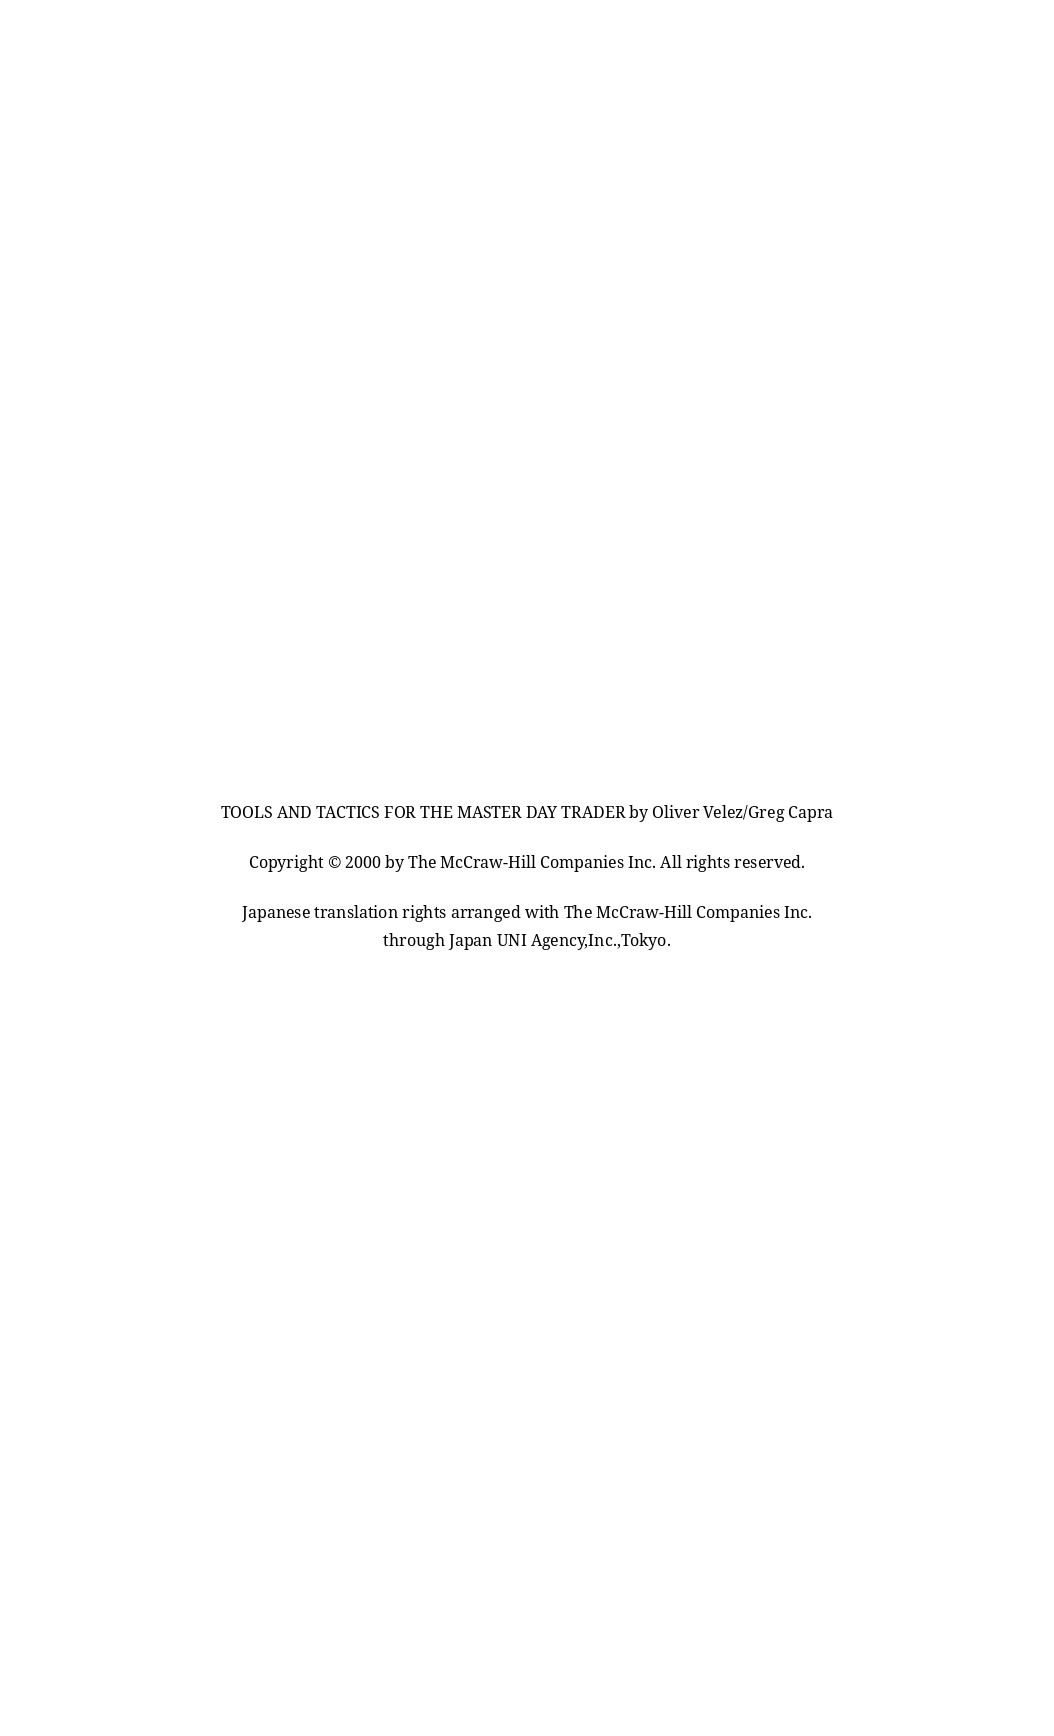 TOOLS AND TACTICS FOR THE MASTER DAY TRADER by Oliver Velez/Greg Capra
Copyright © 2000 by The McCraw-Hill Companies Inc. All rights reserved.
Japanese translation rights arranged with The McCraw-Hill Companies Inc.
through Japan UNI Agency,Inc.,Tokyo.